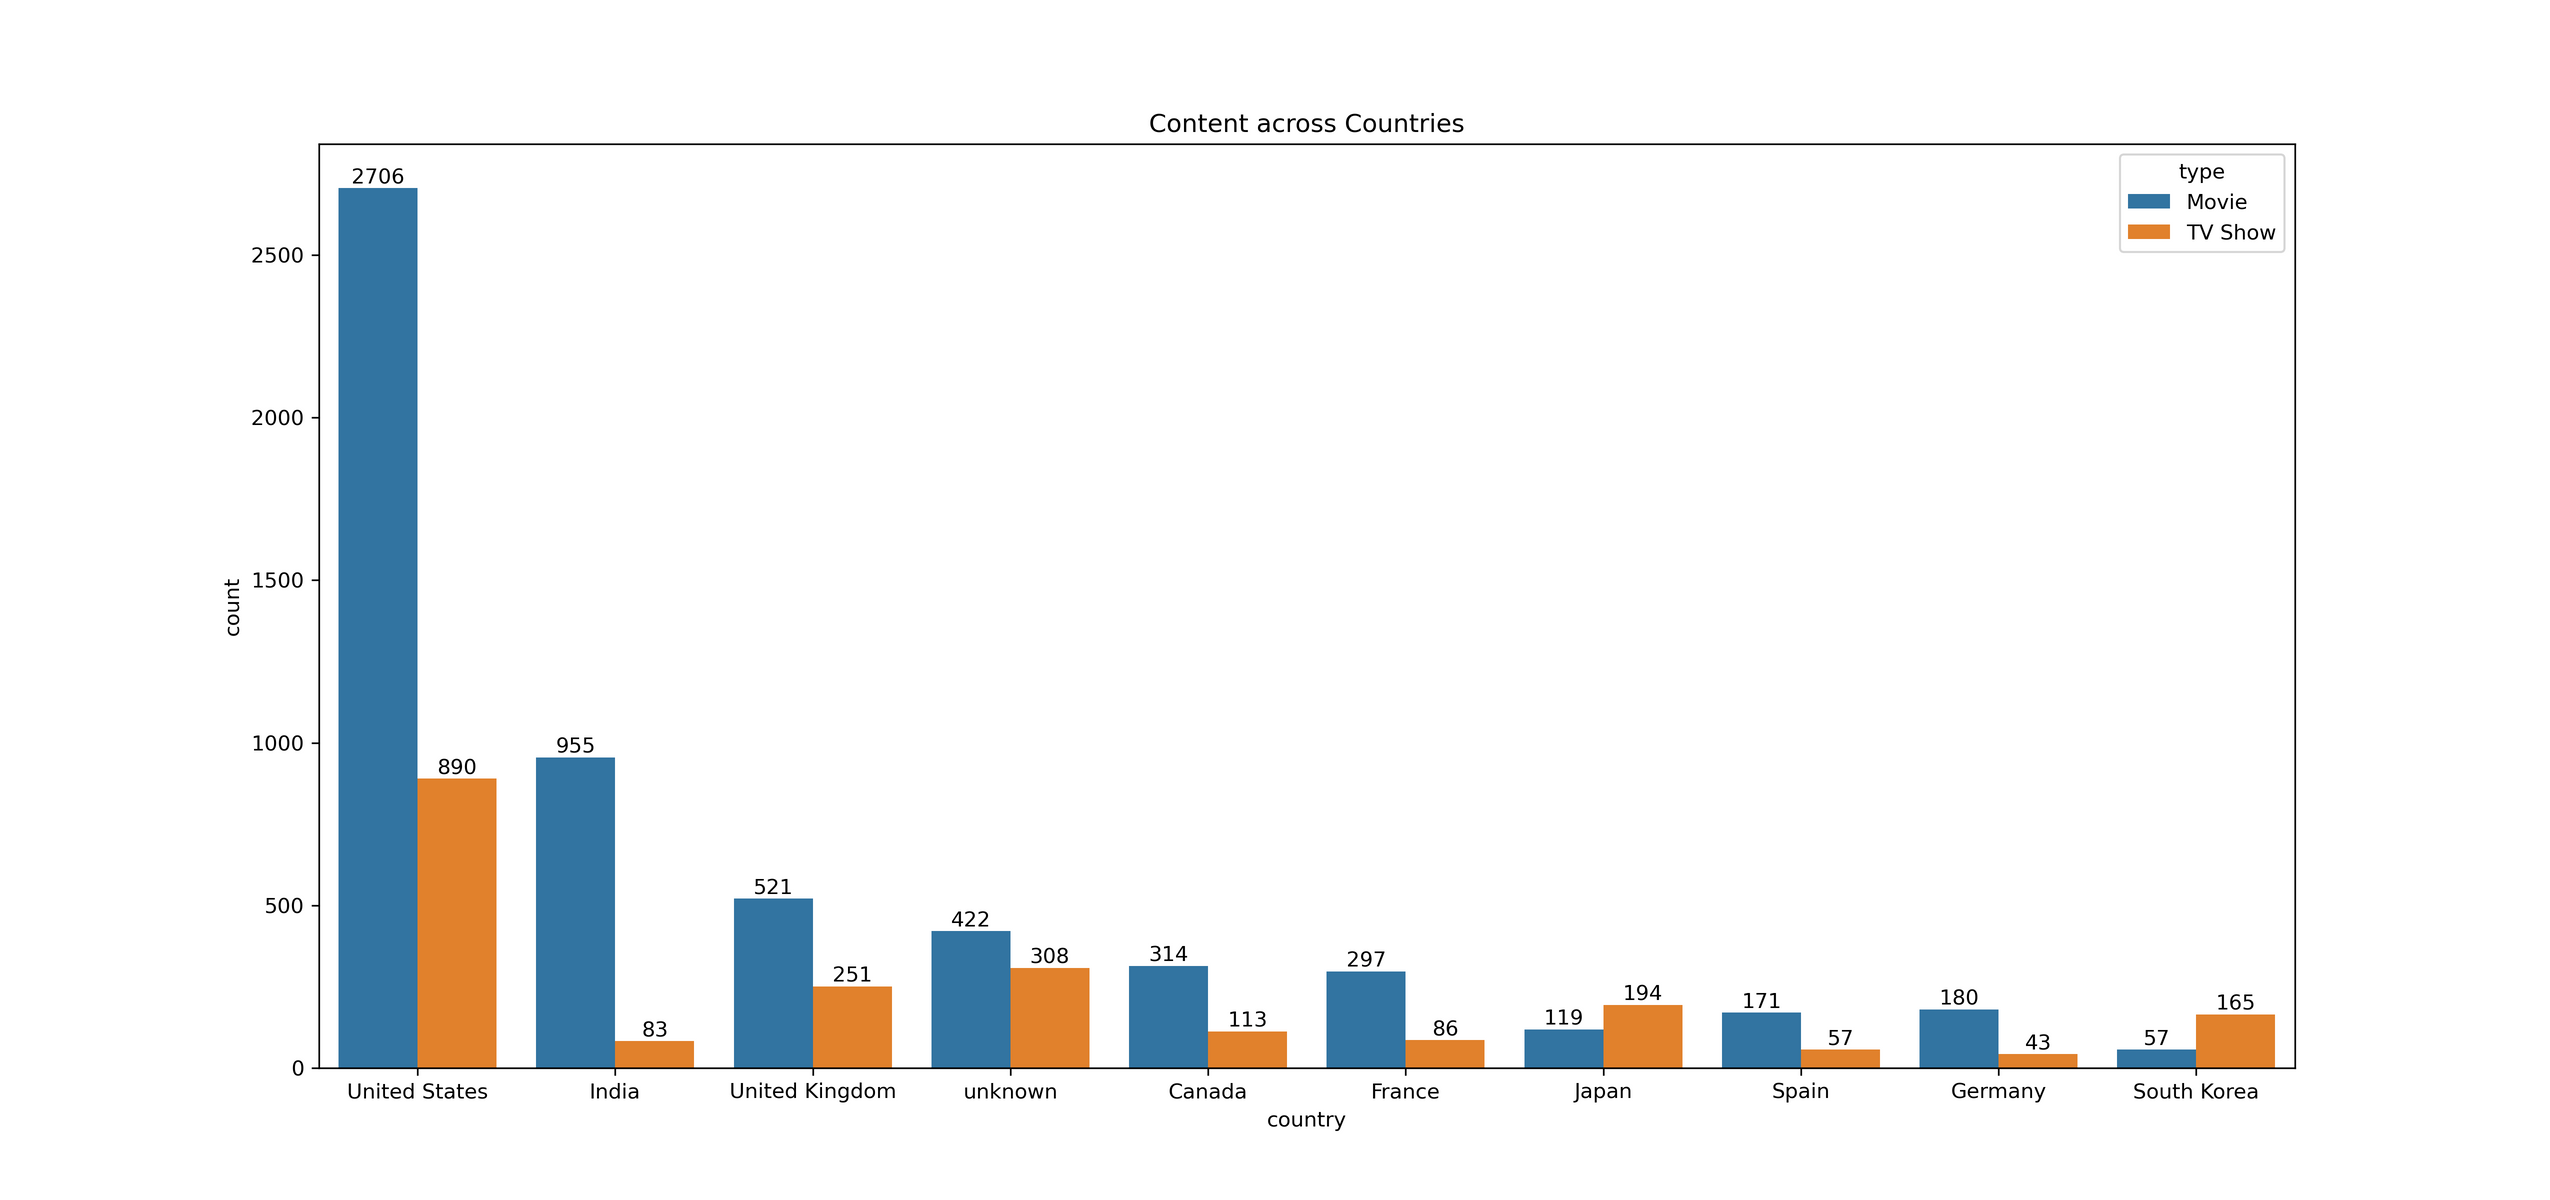 Content across Countries
type
Movie
TV Show
count
2500
2000
1500
1000
500
0
2706
890
955
83
521
251
422
308
314
113
297
86
119
194
171
57
180
43
57
165
United States
India
United Kingdom
unknown
Canada
France
Japan
Spain
Germany
South Korea
country